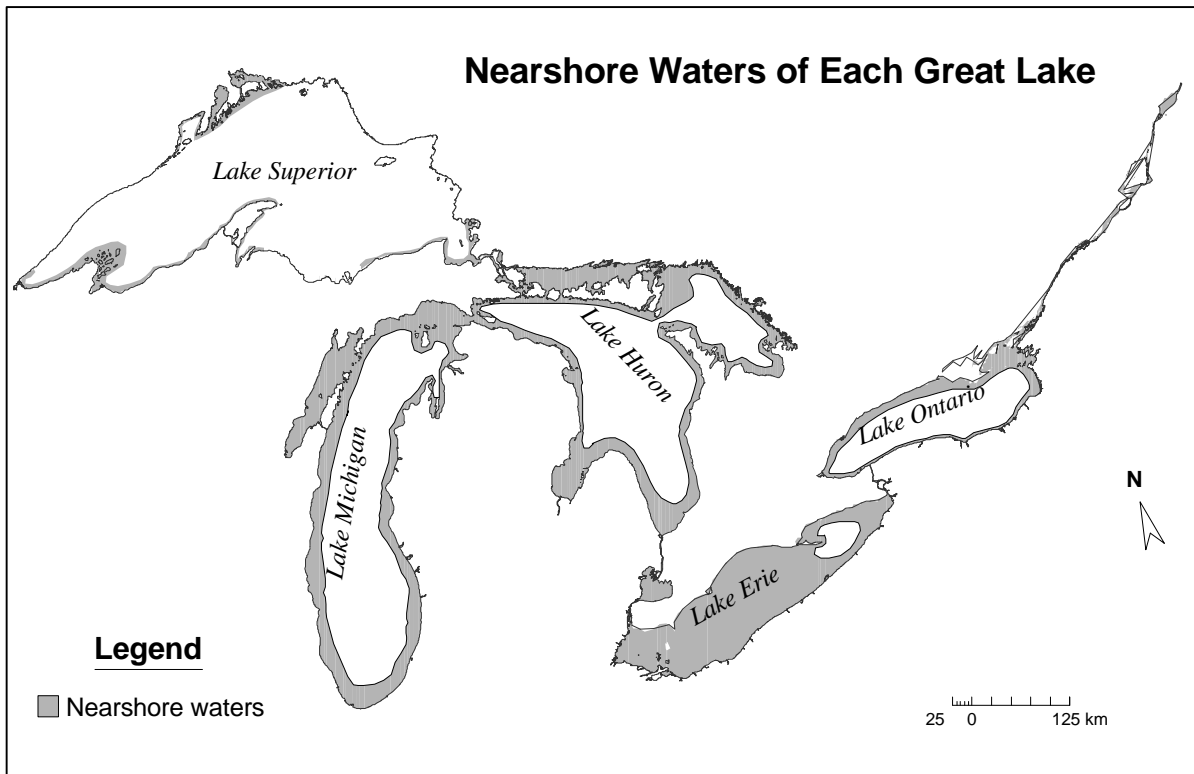 Nearshore Waters of Each Great Lake
Lake Superior
Lake Huron
Lake Ontario
Lake Michigan
Lake Erie
N
Legend
Nearshore waters
25 0 125 km